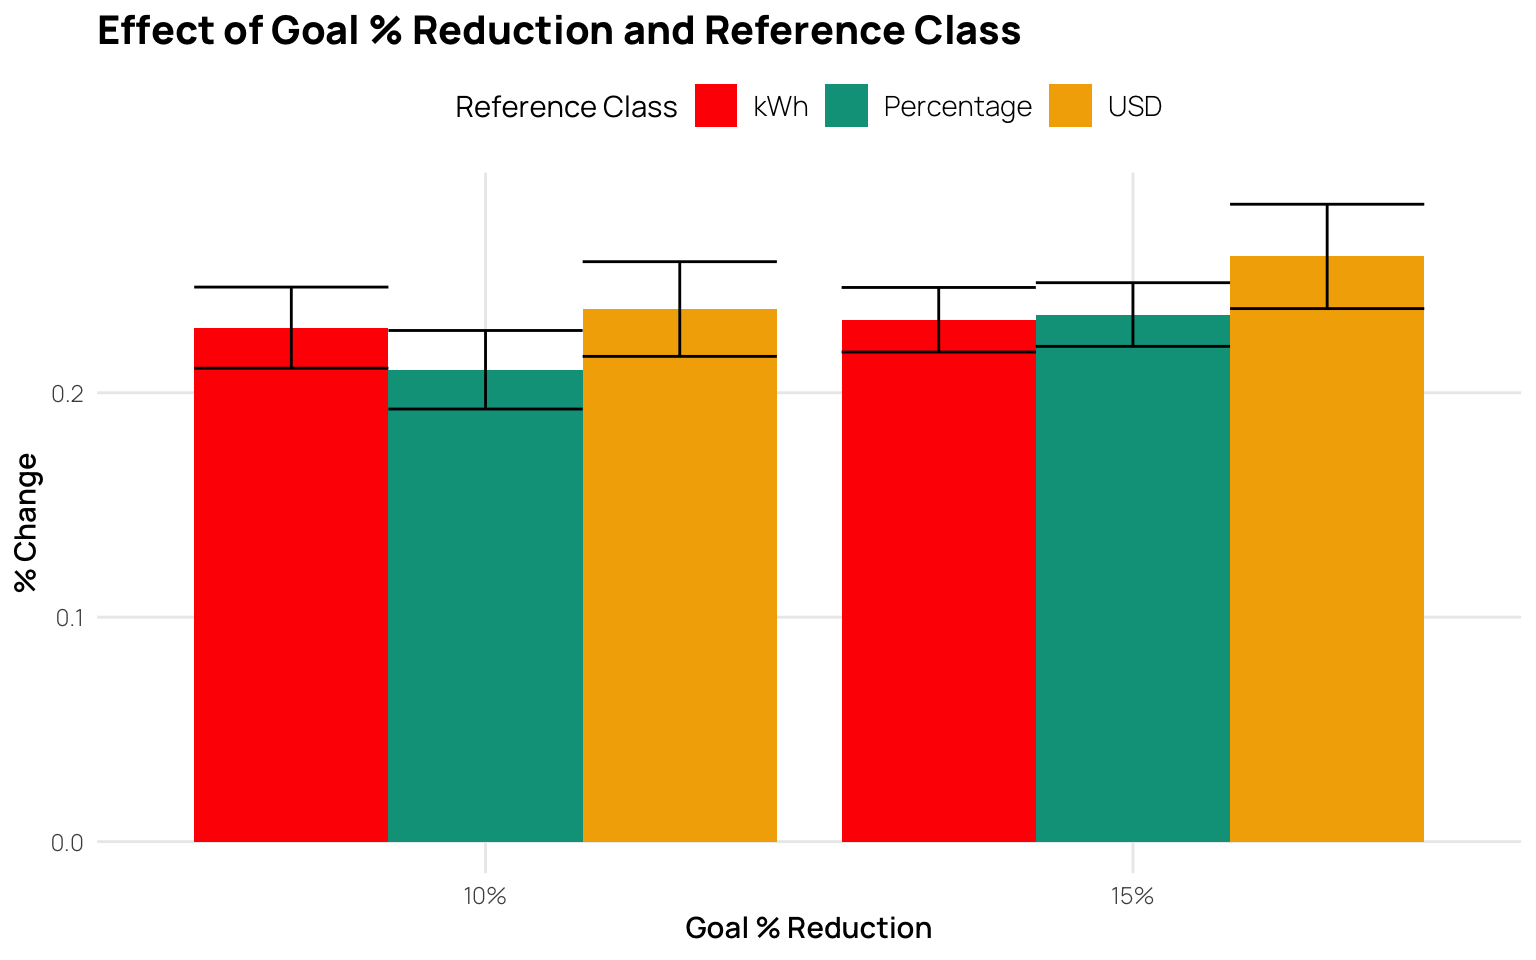 Effect of Goal % Reduction and Reference Class
Reference Class kWh Percentage USD
0.2
0.1
0.0
% Change
10% 15%
Goal % Reduction